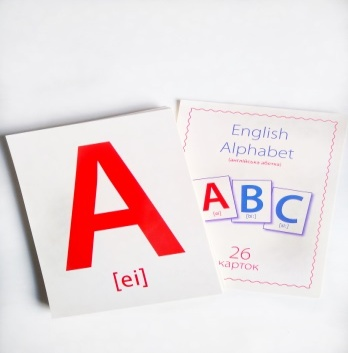 A
[ei]
English
Alphabet
(англійська абетка)
A B C
[ei] [bi:] [si:]
26
карток